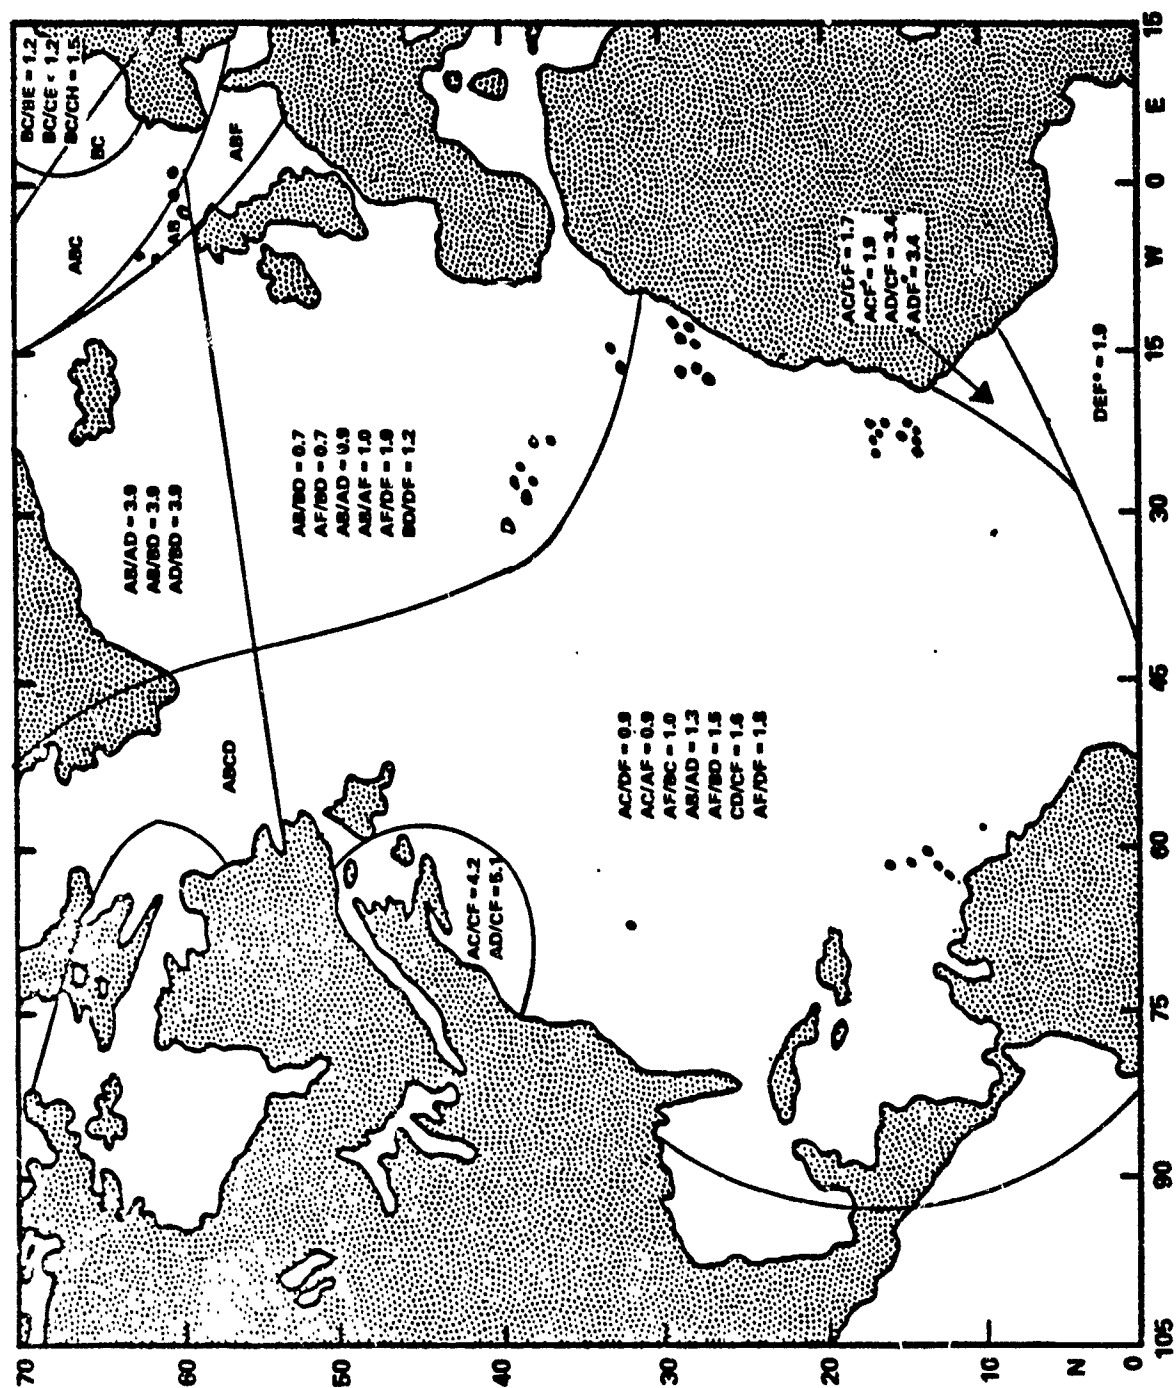 BC/BE = 1.2
BC/CE < 1.2
BC/CH = 1.5
BC
ABC
ABF
AB
AB/AD = 3.9
AB/BD = 3.9
AD/BD = 3.9
AB/BD = 0.7
AF/BD = 0.7
AB/AD = 0.9
AB/AF = 1.0
AF/DF = 1.9
BD/DF = 1.2
ABCD
AC/CF = 4.2
AD/CF = 5.1
AC/DF = 0.9
AC/AF = 0.9
AF/BC = 1.0
AB/AD = 1.3
AF/BD = 1.5
CD/CF = 1.6
AF/DF = 1.8
AC/DF = 1.7
ACF* = 1.9
AD/CF = 3.4
ADF* = 3.4
DEF* = 1.9
70
60
50
40
30
20
10
N
0
105
90
75
60
45
30
15
W
0
E
15